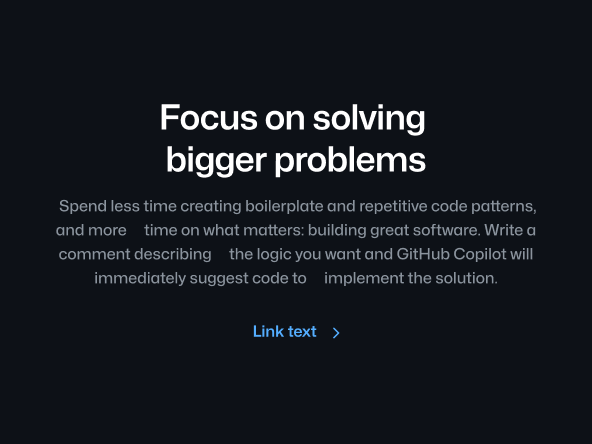 Focus on solving
bigger problems
Spend less time creating boilerplate and repetitive code patterns,
and more time on what matters: building great software. Write a
comment describing the logic you want and GitHub Copilot will
immediately suggest code to implement the solution.
Link text